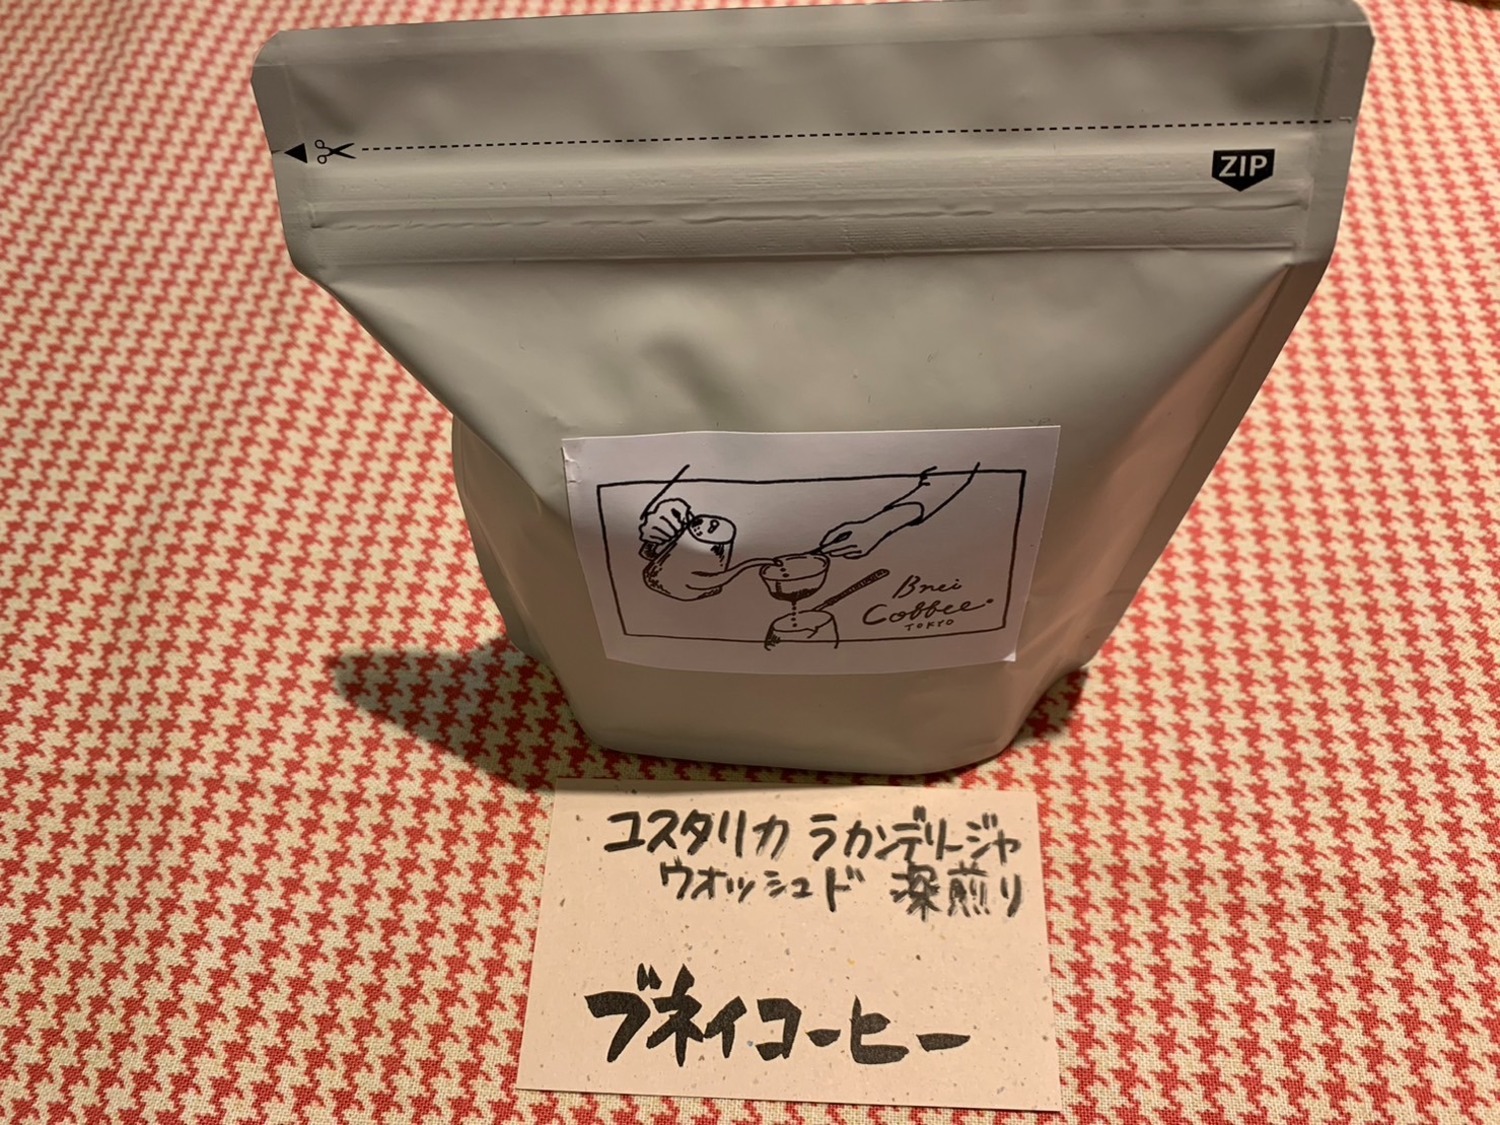 ZIP
Bnei
Coffee
TOKYO
コスタリカ ラカンデリージャ
ウオッシュド 深煎り
ブネイコーヒー